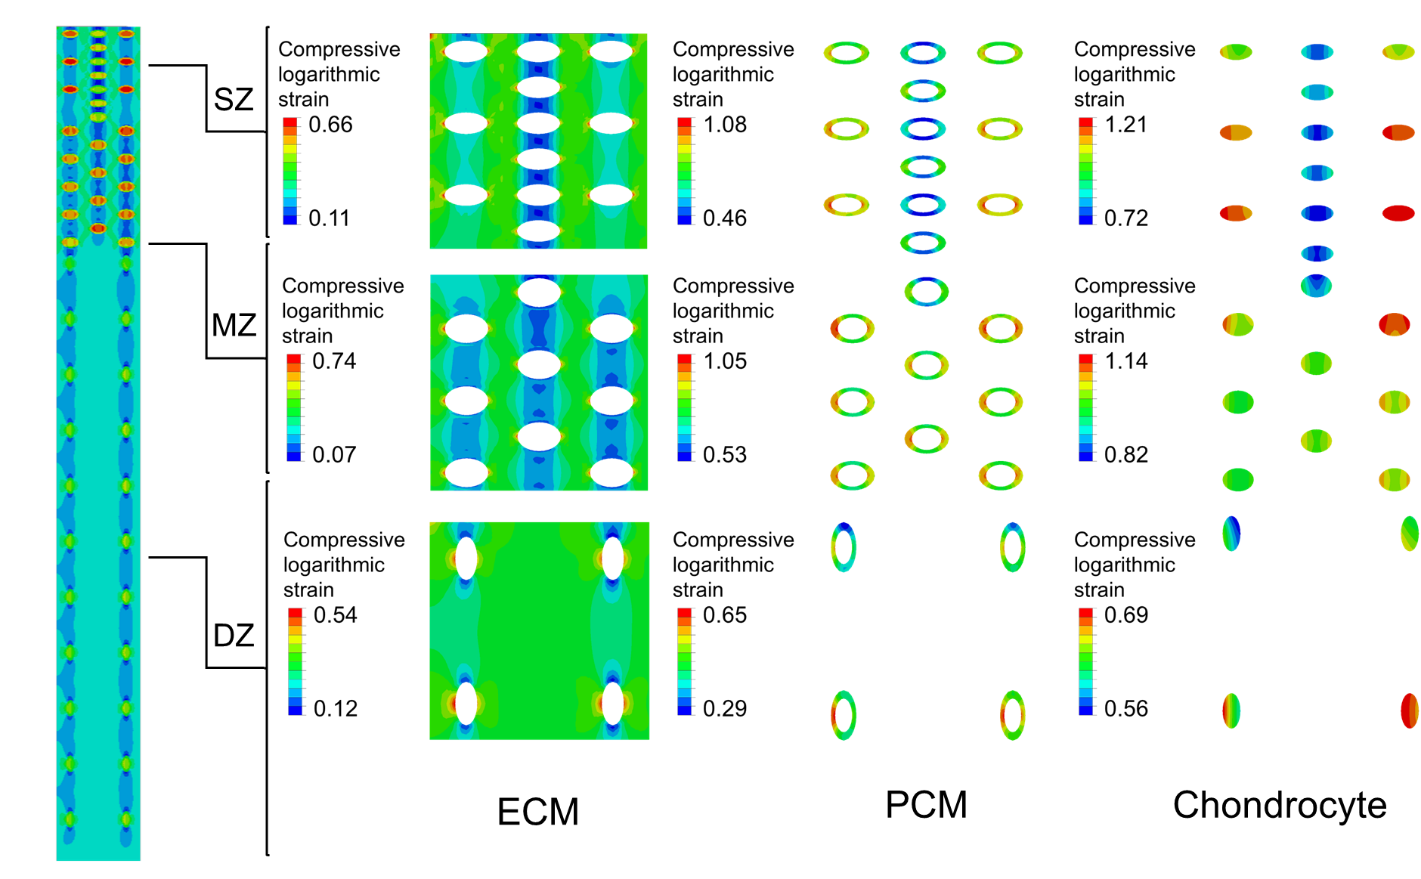 SZ
Compressive
logarithmic
strain
0.66
0.11
Compressive
logarithmic
strain
1.08
0.46
Compressive
logarithmic
strain
1.21
0.72
MZ
Compressive
logarithmic
strain
0.74
0.07
Compressive
logarithmic
strain
1.05
0.53
Compressive
logarithmic
strain
1.14
0.82
DZ
Compressive
logarithmic
strain
0.54
0.12
Compressive
logarithmic
strain
0.65
0.29
Compressive
logarithmic
strain
0.69
0.56
ECM
PCM
Chondrocyte